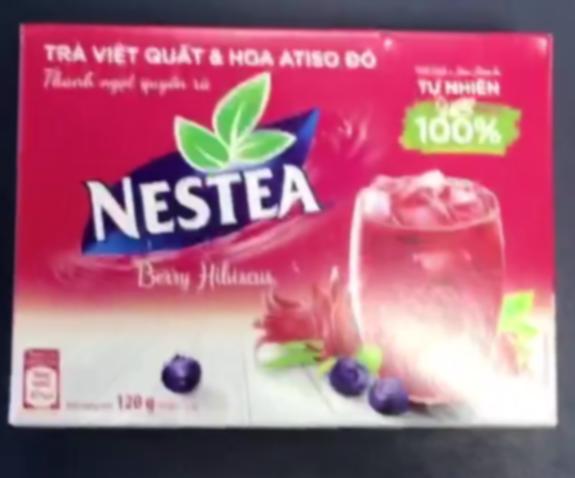 TRÀ VIỆT QUẤT & HOA ATISO ĐỎ
Thanh ngọt quyến rũ
TỰ NHIÊN
100%
NESTEA
Berry Hibiscus
120 g